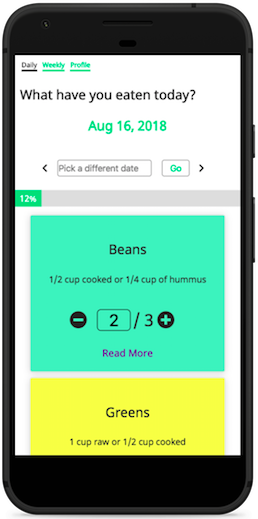 Daily Weekly Profile
What have you eaten today?
Aug 16, 2018
Pick a different date Go
12%
Beans
1/2 cup cooked or 1/4 cup of hummus
2 / 3
Read More
Greens
1 cup raw or 1/2 cup cooked